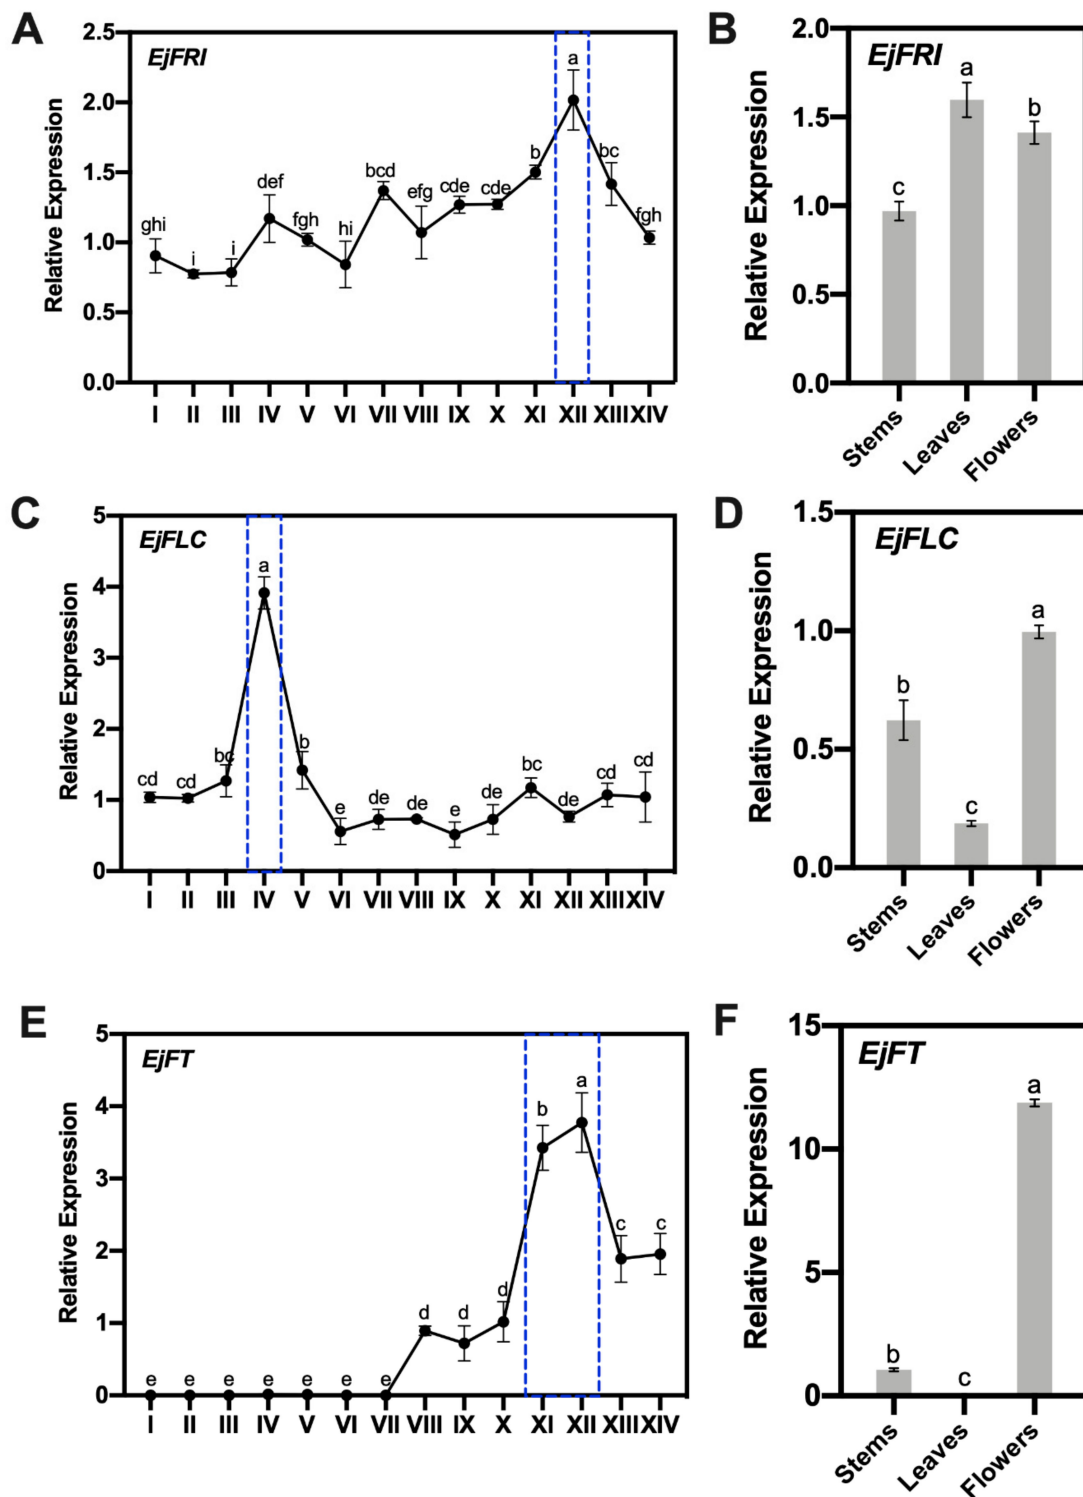 A
EjFRI
Relative Expression
2.5
2.0
1.5
1.0
0.5
0.0
ghi i i def fgh hi bcd efg cde cde b a bc fgh
I II III IV V VI VII VIII IX X XI XII XIII XIV
B
EjFRI
Relative Expression
2.0
1.5
1.0
0.5
0.0
c a b
Stems Leaves Flowers
C
EjFLC
Relative Expression
5
4
3
2
1
0
cd cd bc a b e de de e de bc de cd cd
I II III IV V VI VII VIII IX X XI XII XIII XIV
D
EjFLC
Relative Expression
1.5
1.0
0.5
0.0
b c a
Stems Leaves Flowers
E
EjFT
Relative Expression
5
4
3
2
1
0
e e e e e e e d d d b a c c
I II III IV V VI VII VIII IX X XI XII XIII XIV
F
EjFT
Relative Expression
15
10
5
0
b c a
Stems Leaves Flowers